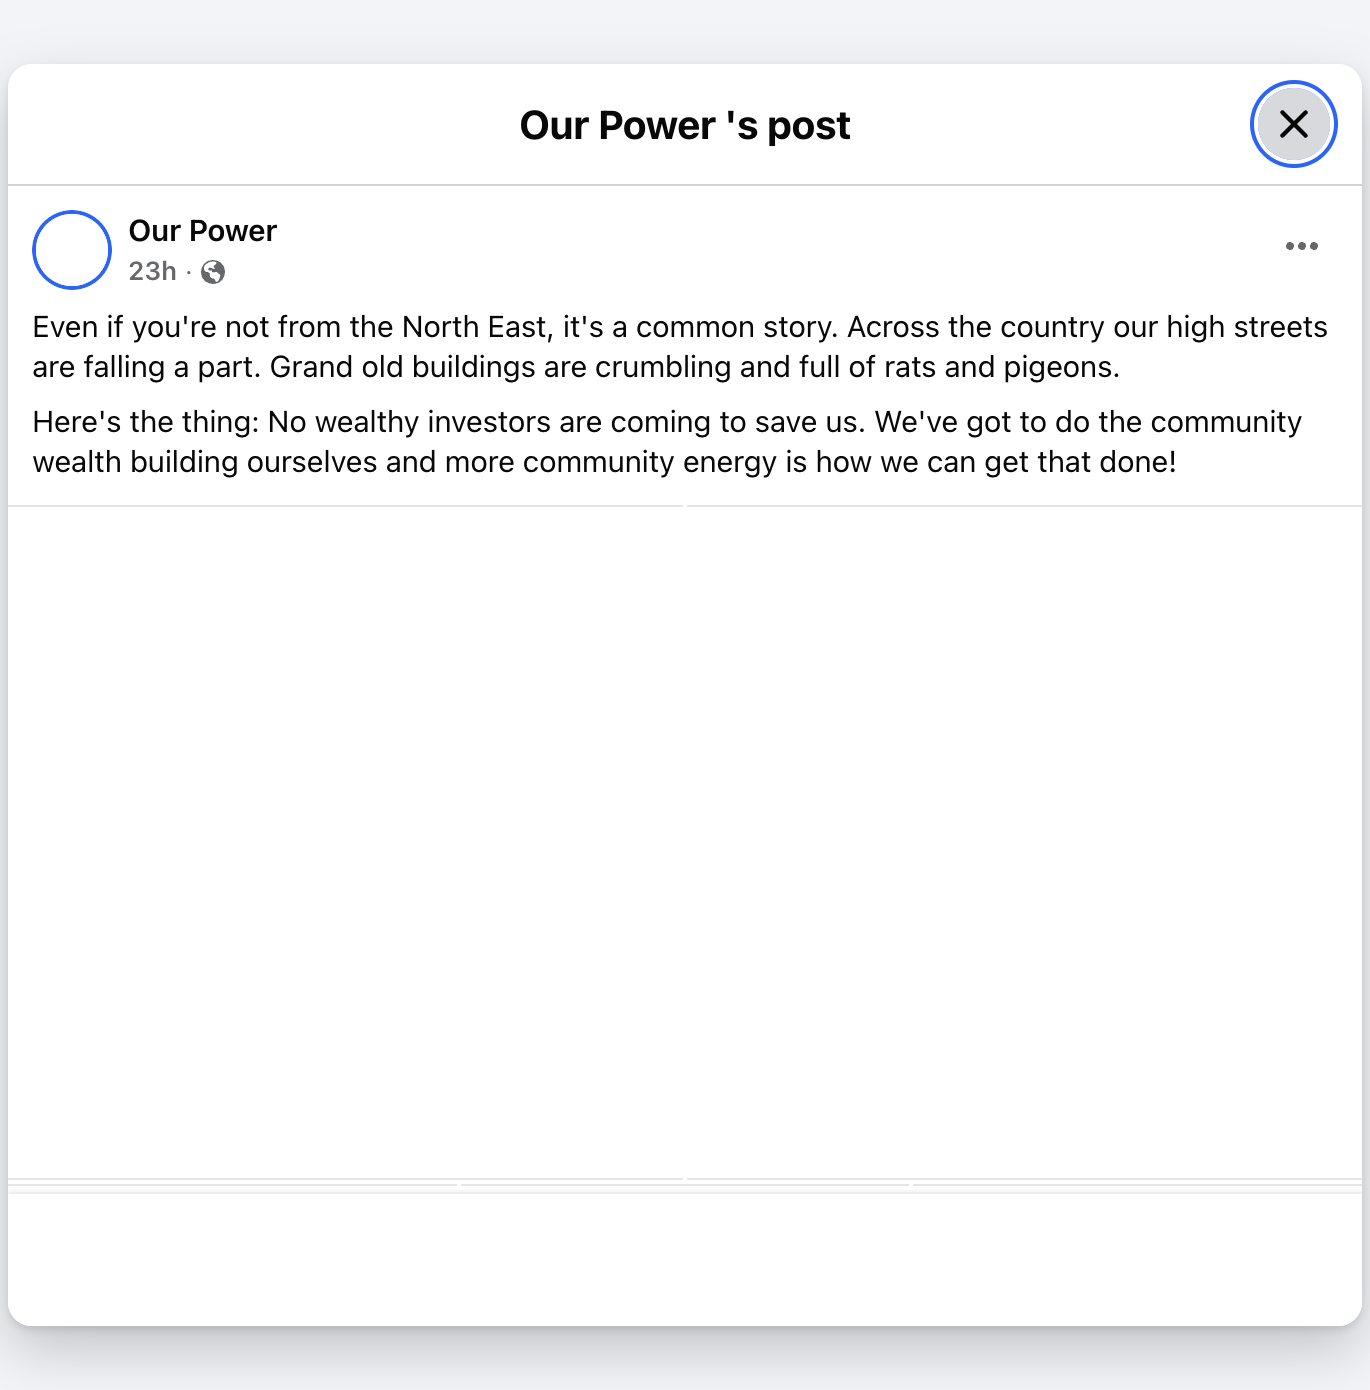 Our Power 's post
Our Power
23h ·
Even if you're not from the North East, it's a common story. Across the country our high streets
are falling a part. Grand old buildings are crumbling and full of rats and pigeons.
Here's the thing: No wealthy investors are coming to save us. We've got to do the community
wealth building ourselves and more community energy is how we can get that done!